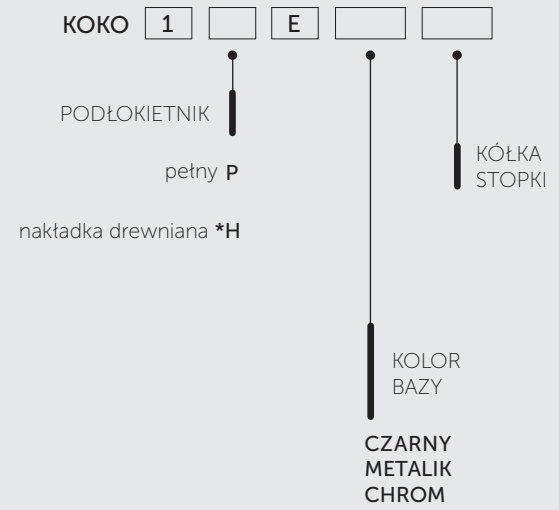 KOKO 1 E
PODŁOKIETNIK
pełny P
nakładka drewniana *H
KÓŁKA
STOPKI
KOLOR
BAZY
CZARNY
METALIK
CHROM